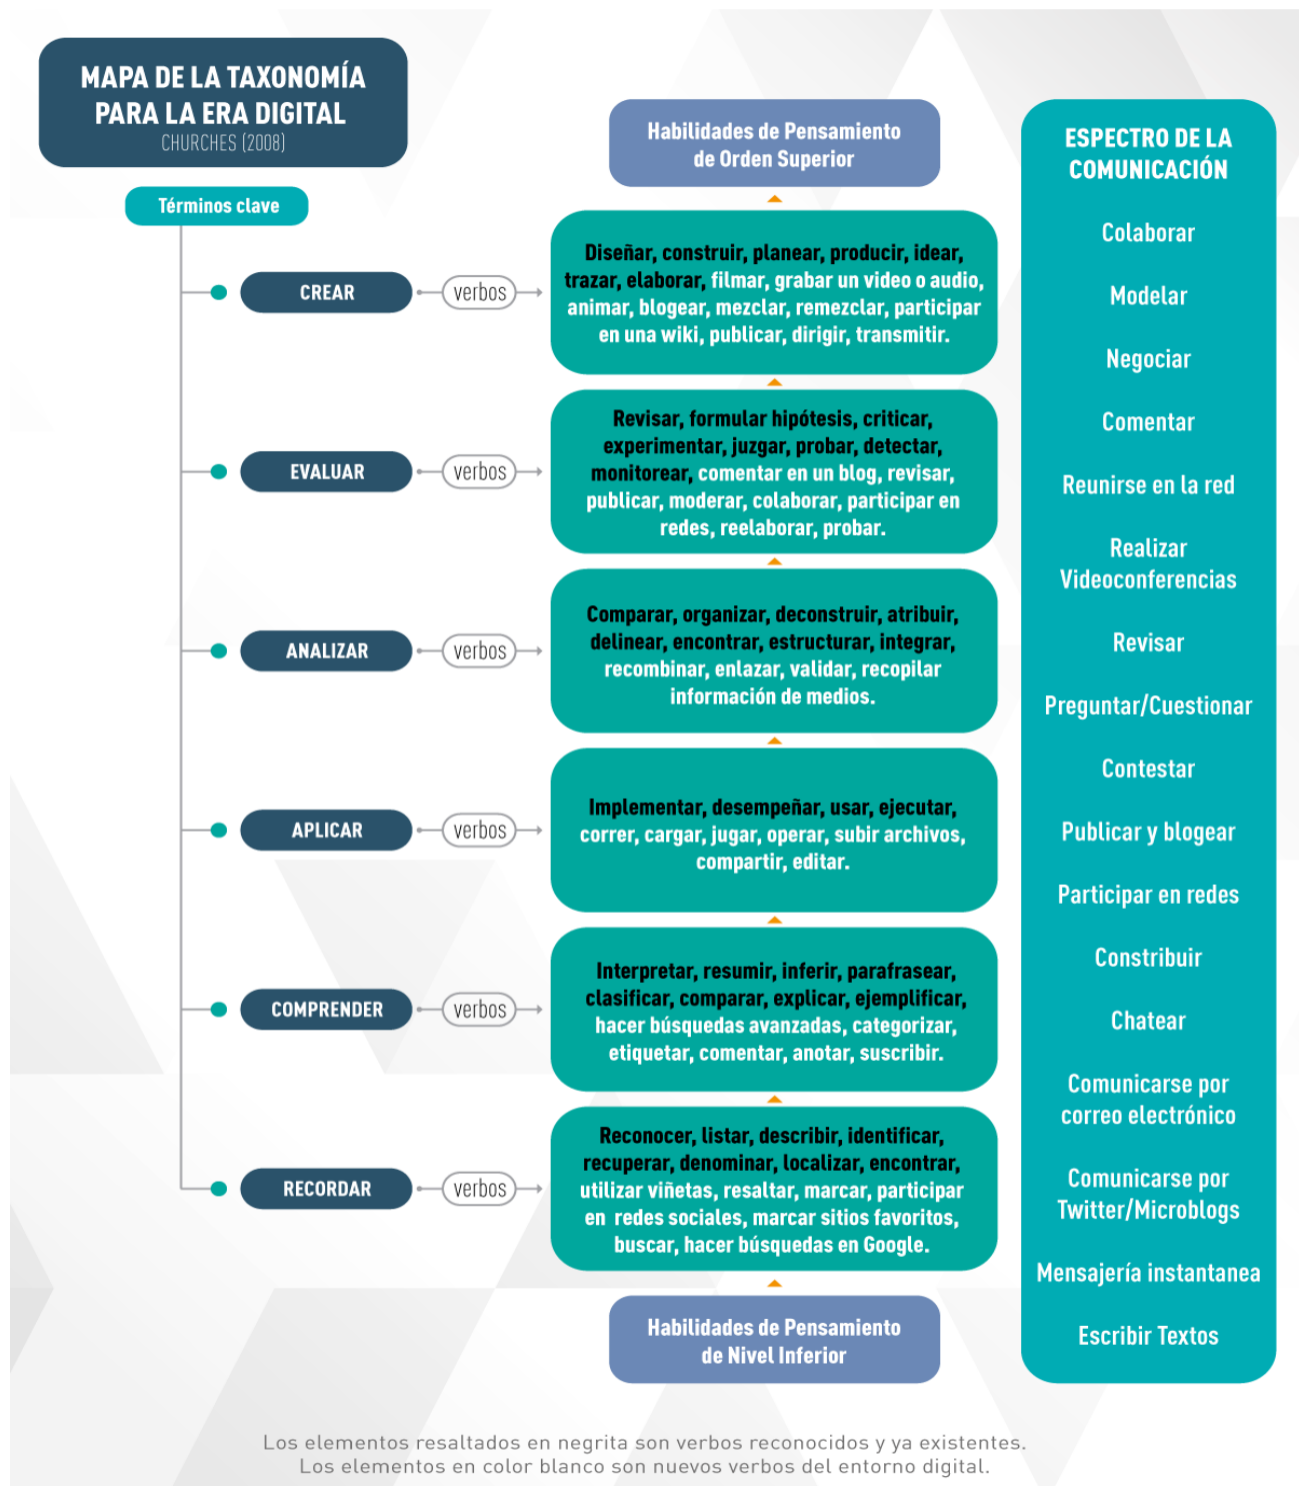 MAPA DE LA TAXONOMÍA
PARA LA ERA DIGITAL
CHURCHES (2008)
Términos clave
Habilidades de Pensamiento
de Orden Superior
CREAR
verbos
Diseñar, construir, planear, producir, idear,
trazar, elaborar, filmar, grabar un video o audio,
animar, blogear, mezclar, remezclar, participar
en una wiki, publicar, dirigir, transmitir.
EVALUAR
verbos
Revisar, formular hipótesis, criticar,
experimentar, juzgar, probar, detectar,
monitorear, comentar en un blog, revisar,
publicar, moderar, colaborar, participar en
redes, reelaborar, probar.
ANALIZAR
verbos
Comparar, organizar, deconstruir, atribuir,
delinear, encontrar, estructurar, integrar,
recombinar, enlazar, validar, recopilar
información de medios.
APLICAR
verbos
Implementar, desempeñar, usar, ejecutar,
correr, cargar, jugar, operar, subir archivos,
compartir, editar.
COMPRENDER
verbos
Interpretar, resumir, inferir, parafrasear,
clasificar, comparar, explicar, ejemplificar,
hacer búsquedas avanzadas, categorizar,
etiquetar, comentar, anotar, suscribir.
RECORDAR
verbos
Reconocer, listar, describir, identificar,
recuperar, denominar, localizar, encontrar,
utilizar viñetas, resaltar, marcar, participar
en redes sociales, marcar sitios favoritos,
buscar, hacer búsquedas en Google.
Habilidades de Pensamiento
de Nivel Inferior
ESPECTRO DE LA
COMUNICACIÓN
Colaborar
Modelar
Negociar
Comentar
Reunirse en la red
Realizar
Videoconferencias
Revisar
Preguntar/Cuestionar
Contestar
Publicar y blogear
Participar en redes
Constribuir
Chatear
Comunicarse por
correo electrónico
Comunicarse por
Twitter/Microblogs
Mensajería instantanea
Escribir Textos
Los elementos resaltados en negrita son verbos reconocidos y ya existentes.
Los elementos en color blanco son nuevos verbos del entorno digital.